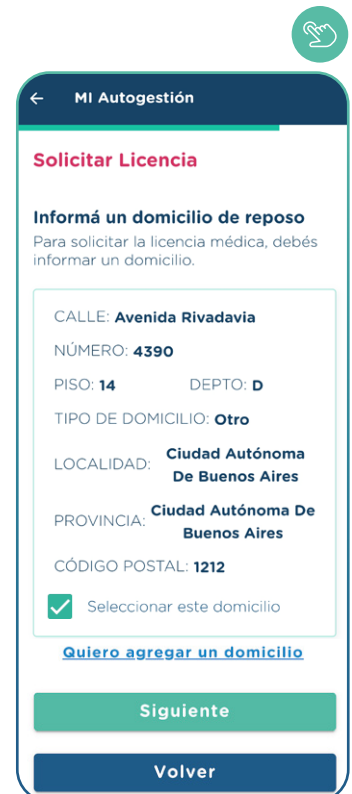 MI Autogestión
Solicitar Licencia
Informá un domicilio de reposo
Para solicitar la licencia médica, debés
informar un domicilio.
CALLE: Avenida Rivadavia
NÚMERO: 4390
PISO: 14 DEPTO: D
TIPO DE DOMICILIO: Otro
LOCALIDAD: Ciudad Autónoma
De Buenos Aires
PROVINCIA: Ciudad Autónoma De
Buenos Aires
CÓDIGO POSTAL: 1212
Seleccionar este domicilio
Quiero agregar un domicilio
Siguiente
Volver